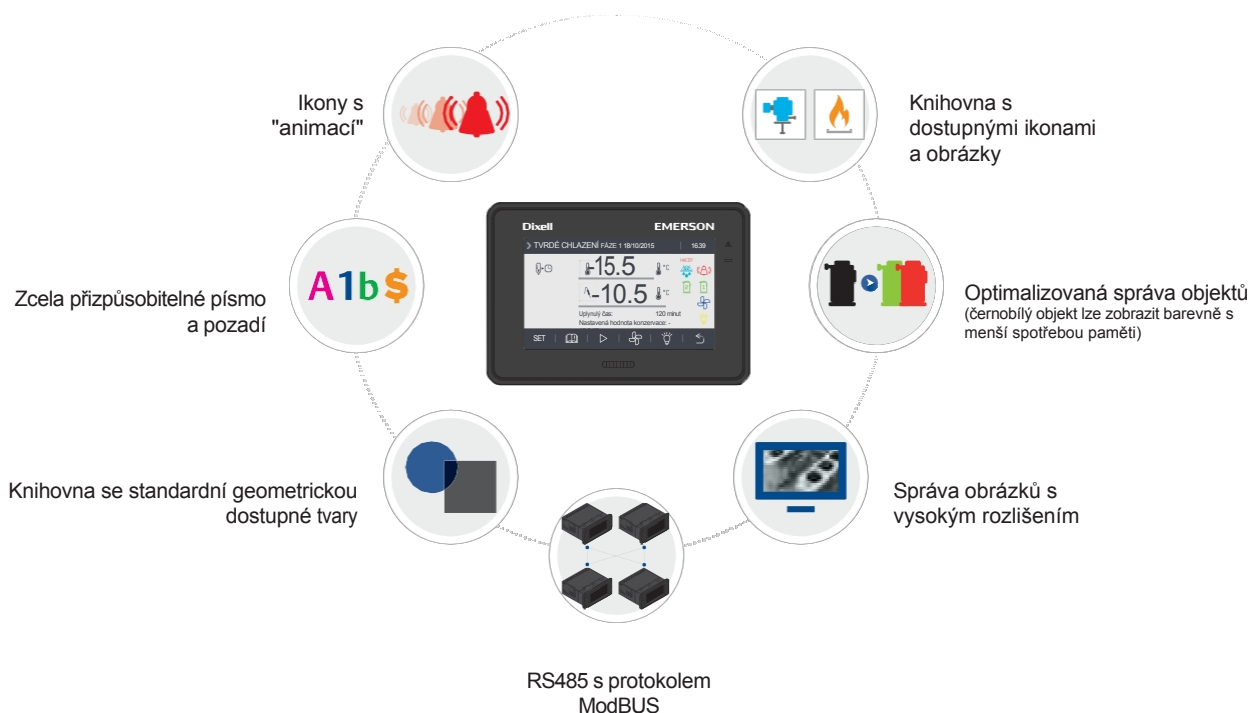 Ikony s
"animací"
Knihovna s
dostupnými ikonami
a obrázky
A1b$
Zcela přizpůsobitelné písmo
a pozadí
Dixell
EMERSON
TVRDÉ CHLAZENÍ FÁZE 1 18/10/2015
16.39
-15.5 °C
-10.5 °C
Uplynulý čas: 120 minut
Nastavená hodnota konzervace: -
SET
Optimalizovaná správa objektů
(černobílý objekt lze zobrazit barevně s
menší spotřebou paměti)
Knihovna se standardní geometrickou
dostupné tvary
Správa obrázků s
vysokým rozlišením
RS485 s protokolem
ModBUS